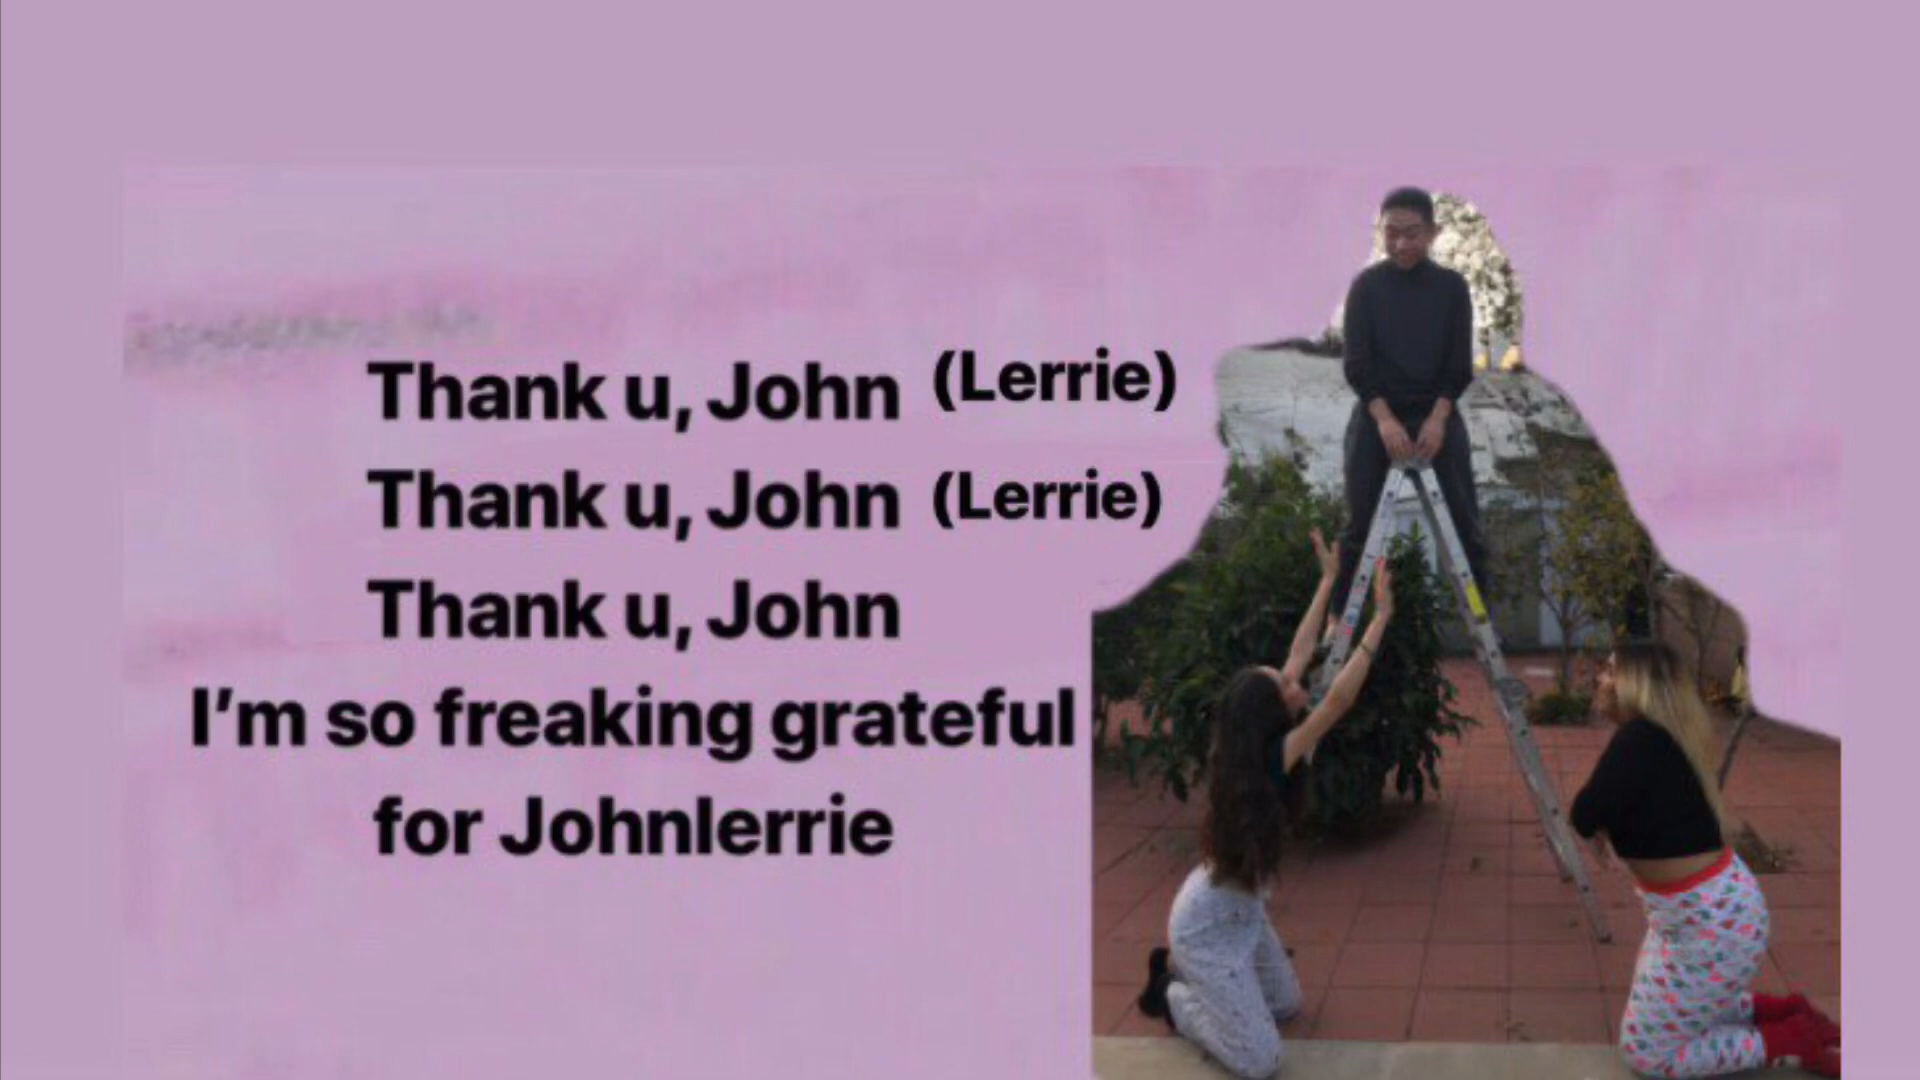 Thank u, John (Lerrie)
Thank u, John (Lerrie)
Thank u, John
I'm so freaking grateful
for Johnlerrie